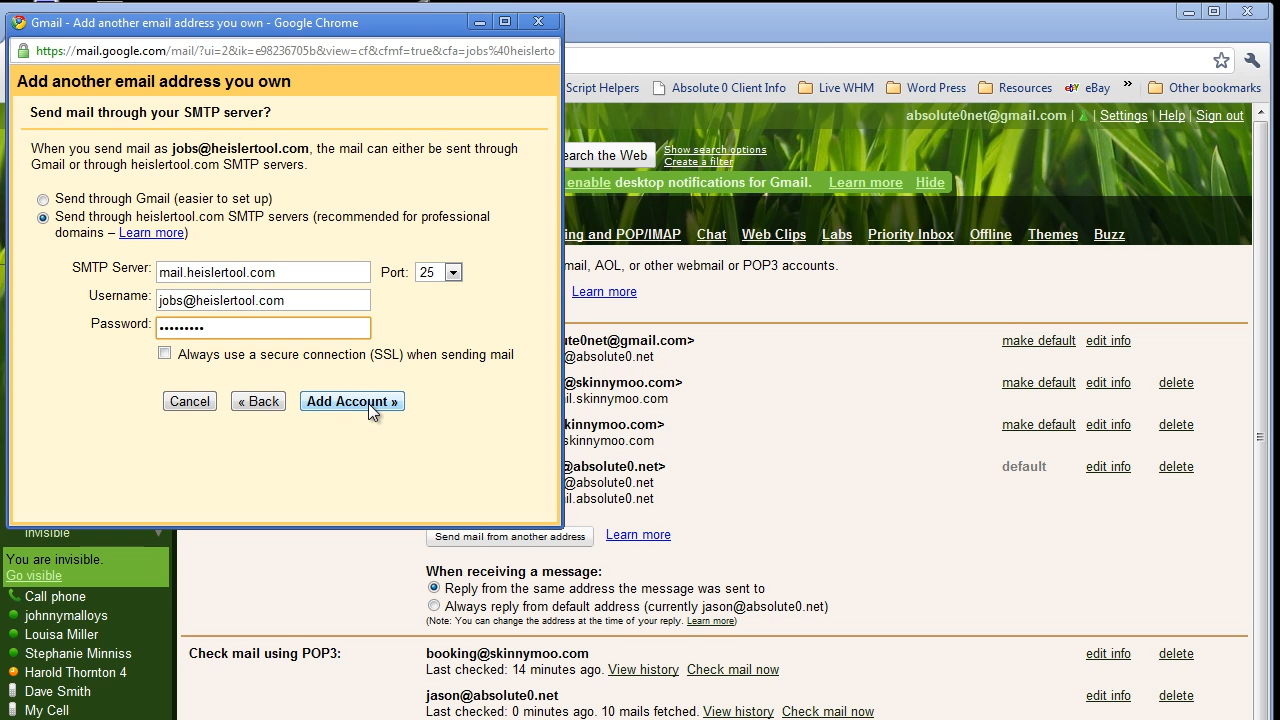 Gmail - Add another email address you own - Google Chrome
https://mail.google.com/mail/?ui=2&ik=e98236705b&view=cf&cfmf=true&cfa=jobs%40heislerto
Add another email address you own
Send mail through your SMTP server?
When you send mail as jobs@heislertool.com, the mail can either be sent through
Gmail or through heislertool.com SMTP servers.
Send through Gmail (easier to set up)
Send through heislertool.com SMTP servers (recommended for professional
domains – Learn more)
SMTP Server: mail.heislertool.com Port: 25
Username: jobs@heislertool.com
Password: •••••••••
Always use a secure connection (SSL) when sending mail
Cancel « Back Add Account »
Script Helpers Absolute 0 Client Info Live WHM Word Press Resources eBay » Other bookmarks
absolute0net@gmail.com | Settings | Help | Sign out
earch the Web Show search options
Create a filter
enable desktop notifications for Gmail. Learn more Hide
ing and POP/IMAP Chat Web Clips Labs Priority Inbox Offline Themes Buzz
mail, AOL, or other webmail or POP3 accounts.
Learn more
ute0net@gmail.com> make default edit info
@absolute0.net
@skinnymoo.com> make default edit info delete
il.skinnymoo.com
kinnymoo.com> make default edit info delete
skinnymoo.com
@absolute0.net> default edit info delete
@absolute0.net
il.absolute0.net
Send mail from another address Learn more
When receiving a message:
Reply from the same address the message was sent to
Always reply from default address (currently jason@absolute0.net)
(Note: You can change the address at the time of your reply. Learn more)
Check mail using POP3: booking@skinnymoo.com edit info delete
Last checked: 14 minutes ago. View history Check mail now
jason@absolute0.net edit info delete
Last checked: 0 minutes ago. 10 mails fetched. View history Check mail now
Invisible
You are invisible.
Go visible
Call phone
johnnymalloys
Louisa Miller
Stephanie Minniss
Harold Thornton 4
Dave Smith
My Cell